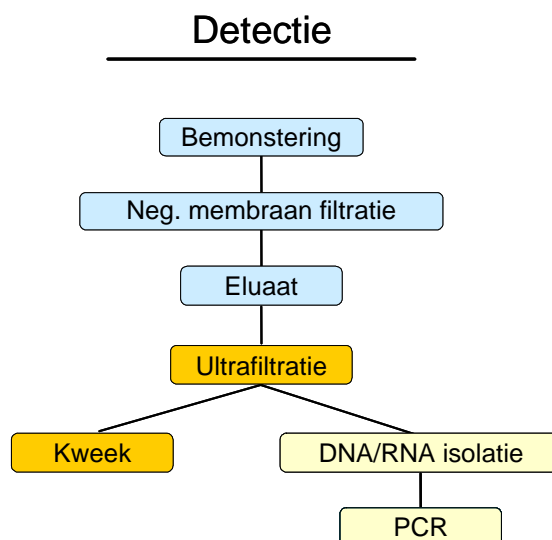 Detectie
Bemonstering
Neg. membraan filtratie
Eluaat
Ultrafiltratie
Kweek
DNA/RNA isolatie
PCR